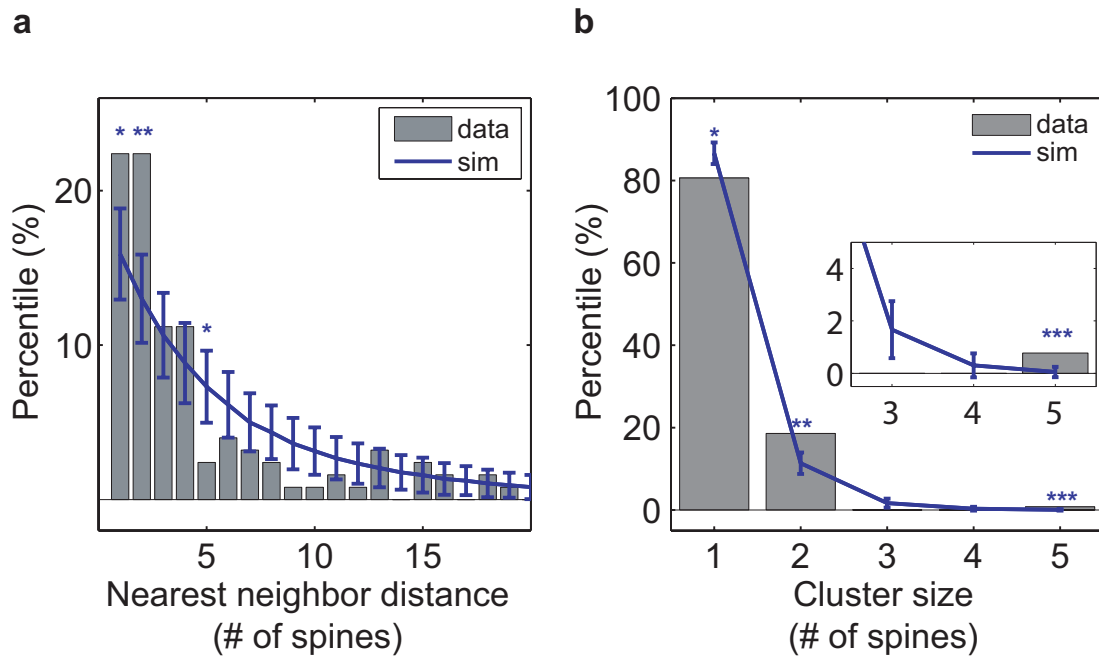 a
b
Percentile (%)
20
10
*
**
*
data
sim
5
10
15
Nearest neighbor distance
(# of spines)
Percentile (%)
100
80
60
40
20
0
*
**
***
data
sim
4
2
0
***
3
4
5
1
2
3
4
5
Cluster size
(# of spines)